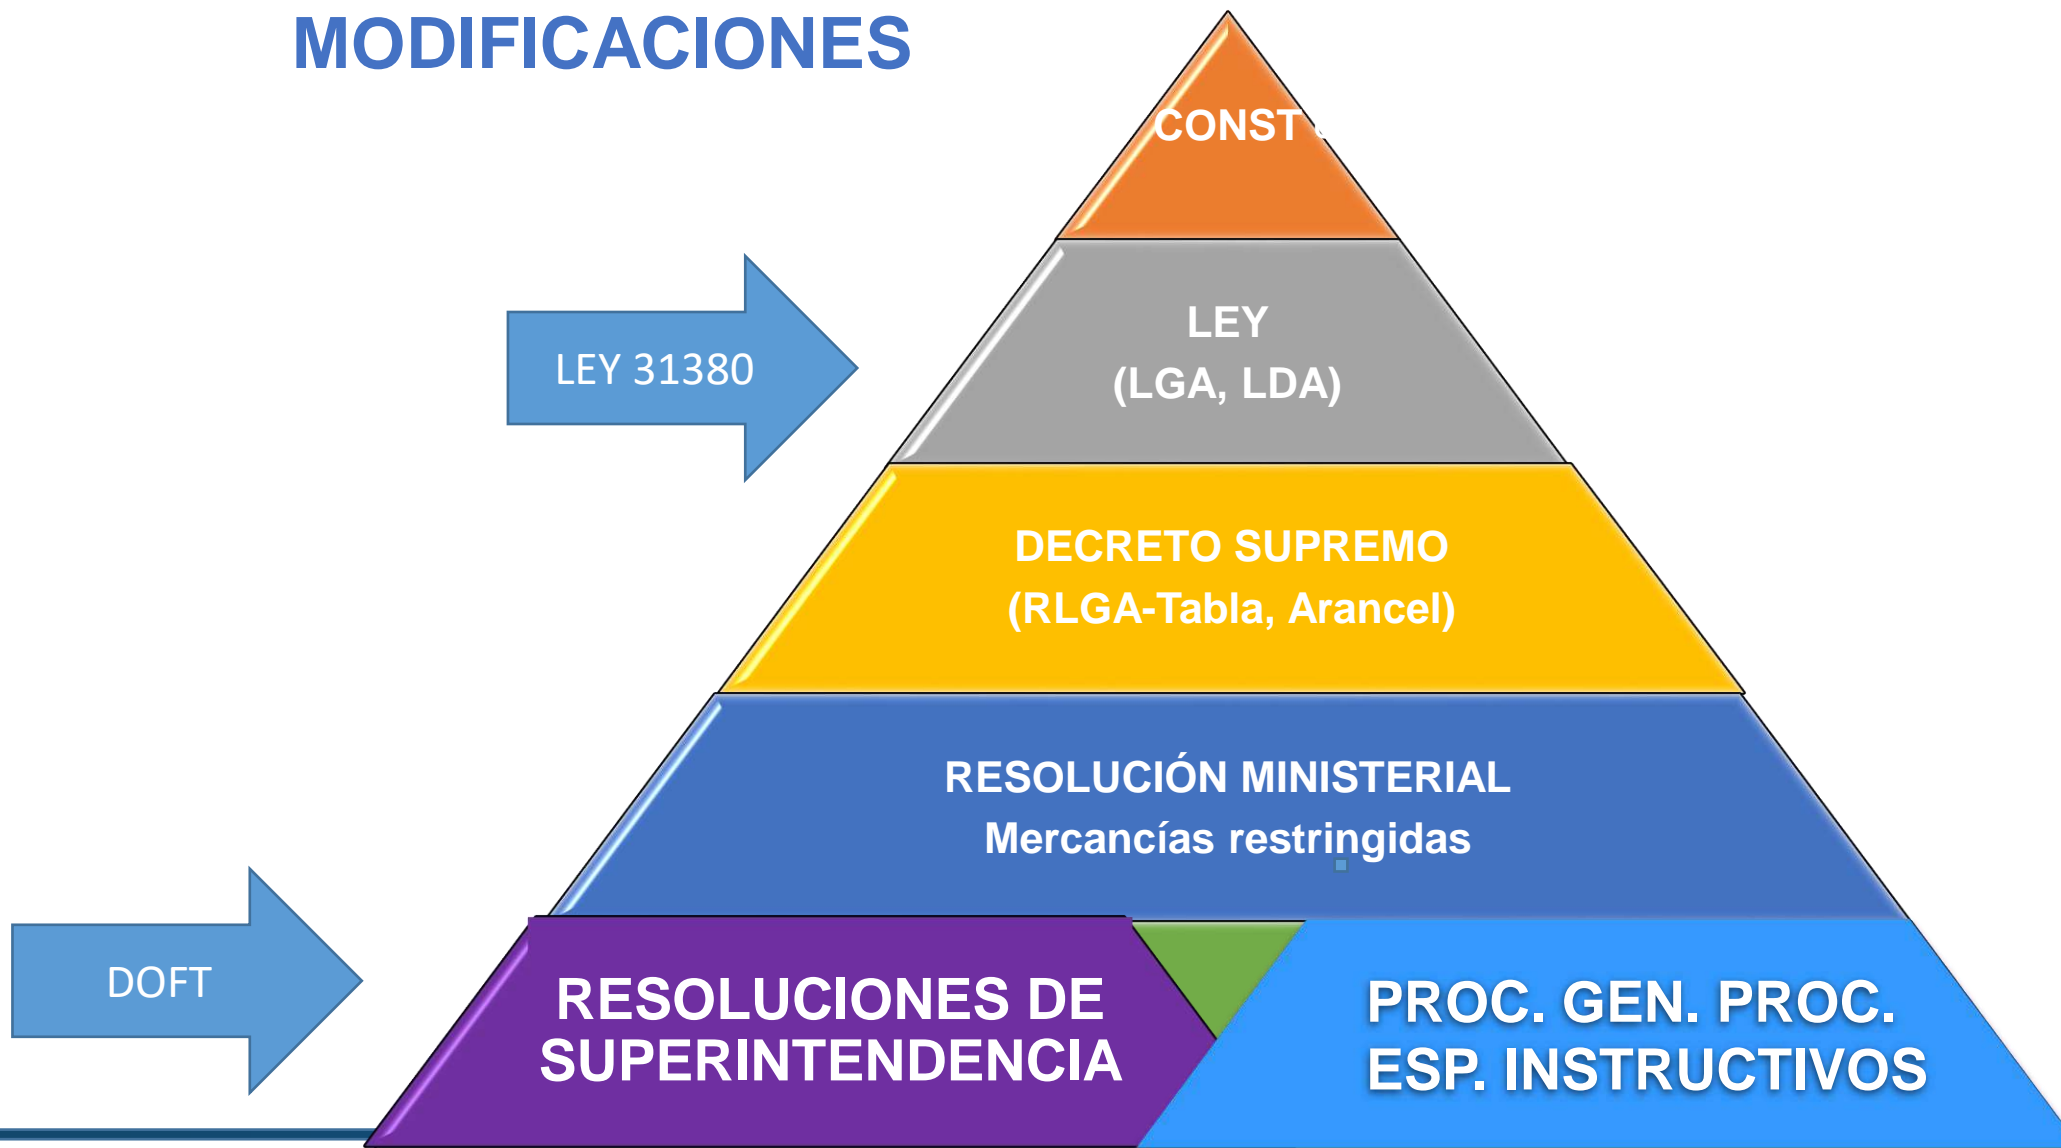 MODIFICACIONES
CONST
LEY 31380
LEY
(LGA, LDA)
DECRETO SUPREMO
(RLGA-Tabla, Arancel)
RESOLUCIÓN MINISTERIAL
Mercancías restringidas
DOFT
RESOLUCIONES DE
SUPERINTENDENCIA
PROC. GEN. PROC.
ESP. INSTRUCTIVOS